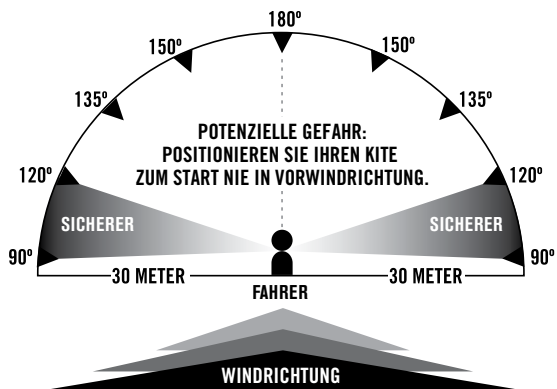 180º
150º
150º
135º
135º
POTENZIELLE GEFAHR:
POSITIONIEREN SIE IHREN KITE
ZUM START NIE IN VORWINDRICHTUNG.
120º
120º
SICHERER
SICHERER
90º
90º
30 METER
30 METER
FAHRER
WINDRICHTUNG